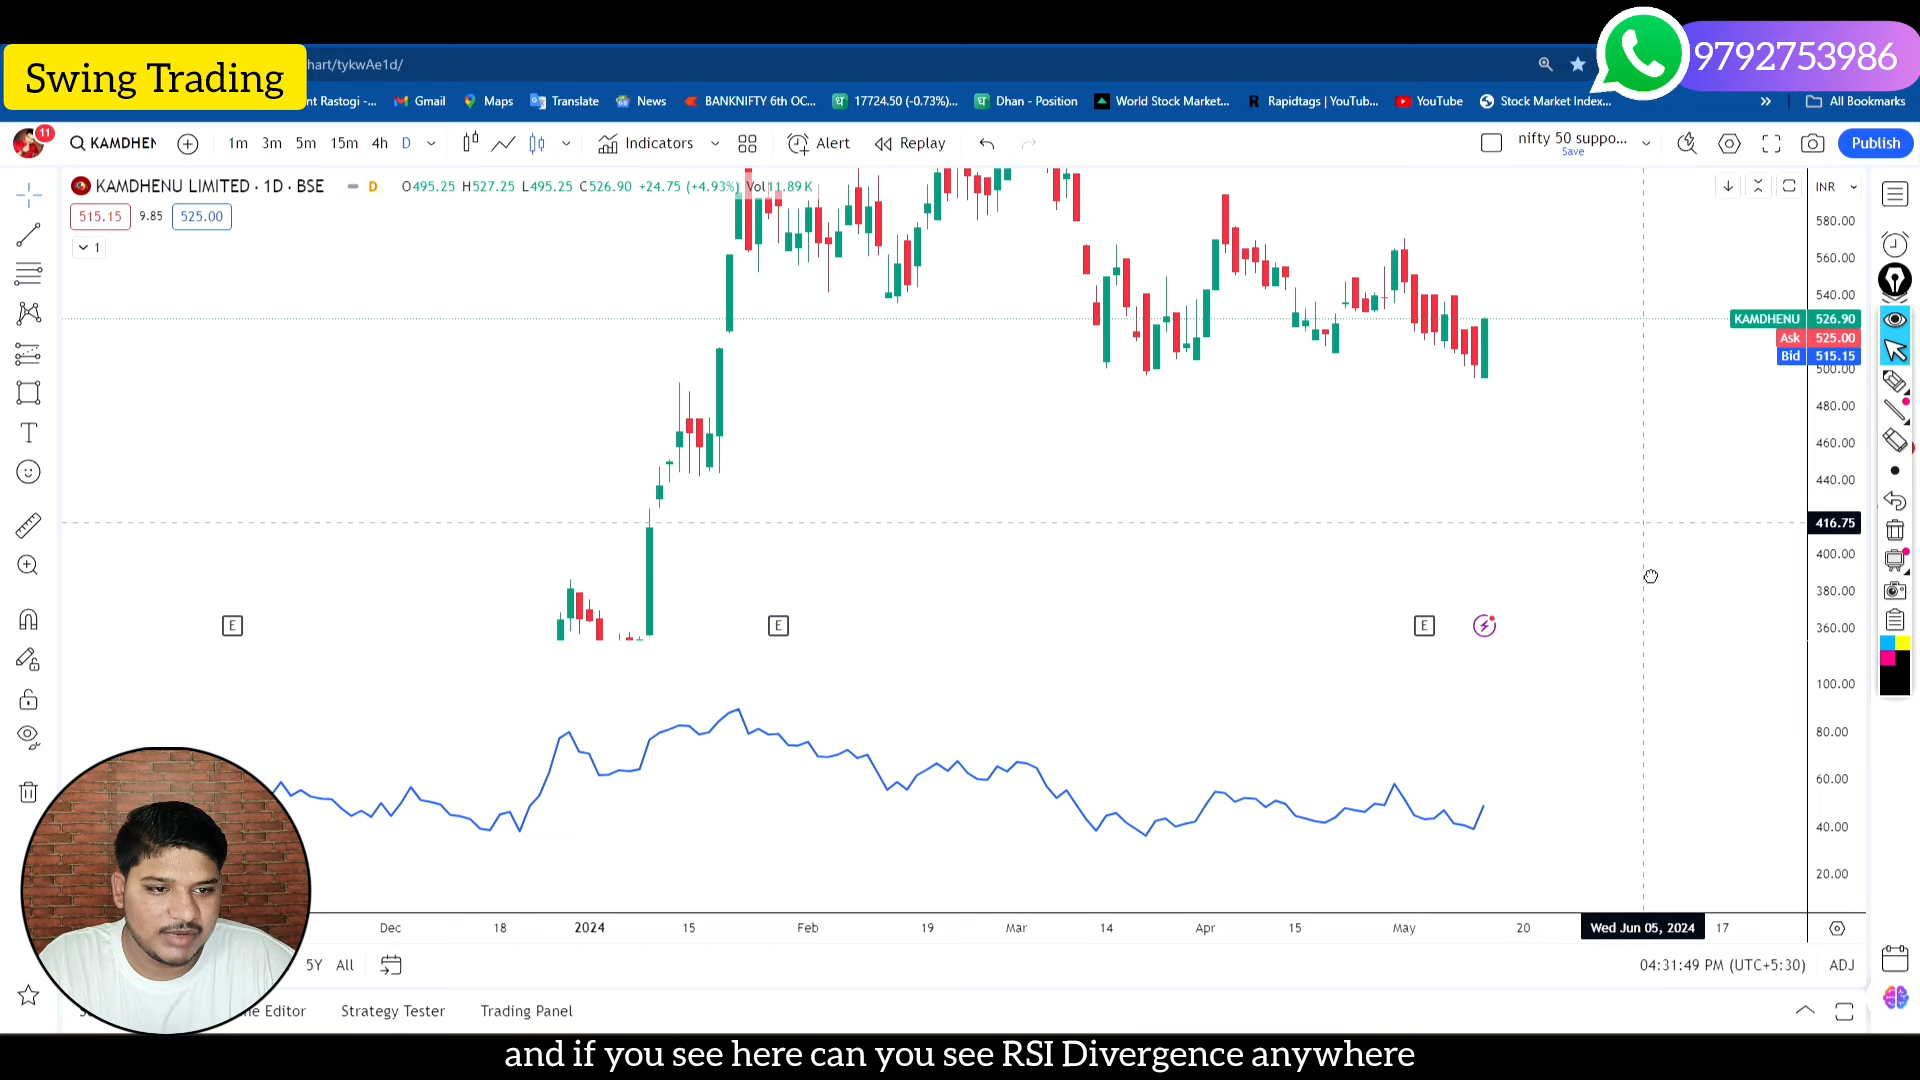 Swing Trading
hart/tykwAe1d/
9792753986
nt Rastogi -...
Gmail
Maps
Translate
News
BANKNIFTY 6th OC...
17724.50 (-0.73%)...
Dhan - Position
World Stock Market...
Rapidtags | YouTub...
YouTube
Stock Market Index...
All Bookmarks
11
KAMDHEN
1m 3m 5m 15m 4h D
Indicators
Alert
Replay
nifty 50 suppo...
Save
Publish
KAMDHENU LIMITED · 1D · BSE
D
O495.25 H527.25 L495.25 C526.90 +24.75 (+4.93%) Vol11.89 K
INR
515.15 9.85 525.00
1
580.00
560.00
540.00
KAMDHENU 526.90
Ask 525.00
Bid 515.15
500.00
480.00
460.00
440.00
416.75
400.00
380.00
360.00
E
E
E
100.00
80.00
60.00
40.00
20.00
Dec 18 2024 15 Feb 19 Mar 14 Apr 15 May 20 Wed Jun 05, 2024 17
5Y All
04:31:49 PM (UTC+5:30) ADJ
Editor
Strategy Tester
Trading Panel
and if you see here can you see RSI Divergence anywhere